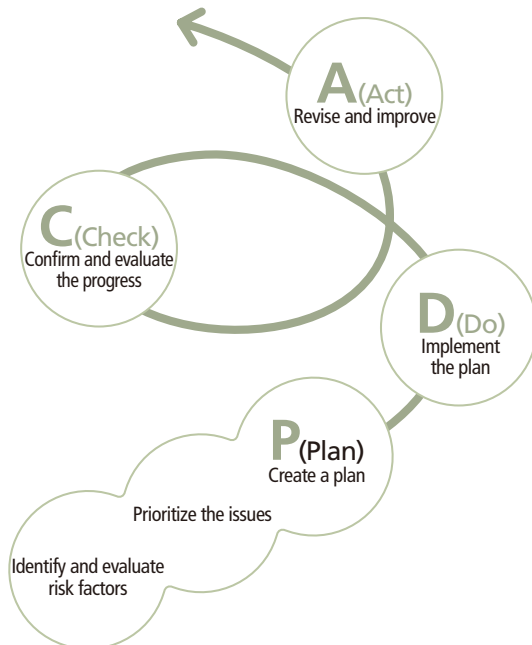 A(Act)
Revise and improve
C(Check)
Confirm and evaluate
the progress
D(Do)
Implement
the plan
P(Plan)
Create a plan
Prioritize the issues
Identify and evaluate
risk factors